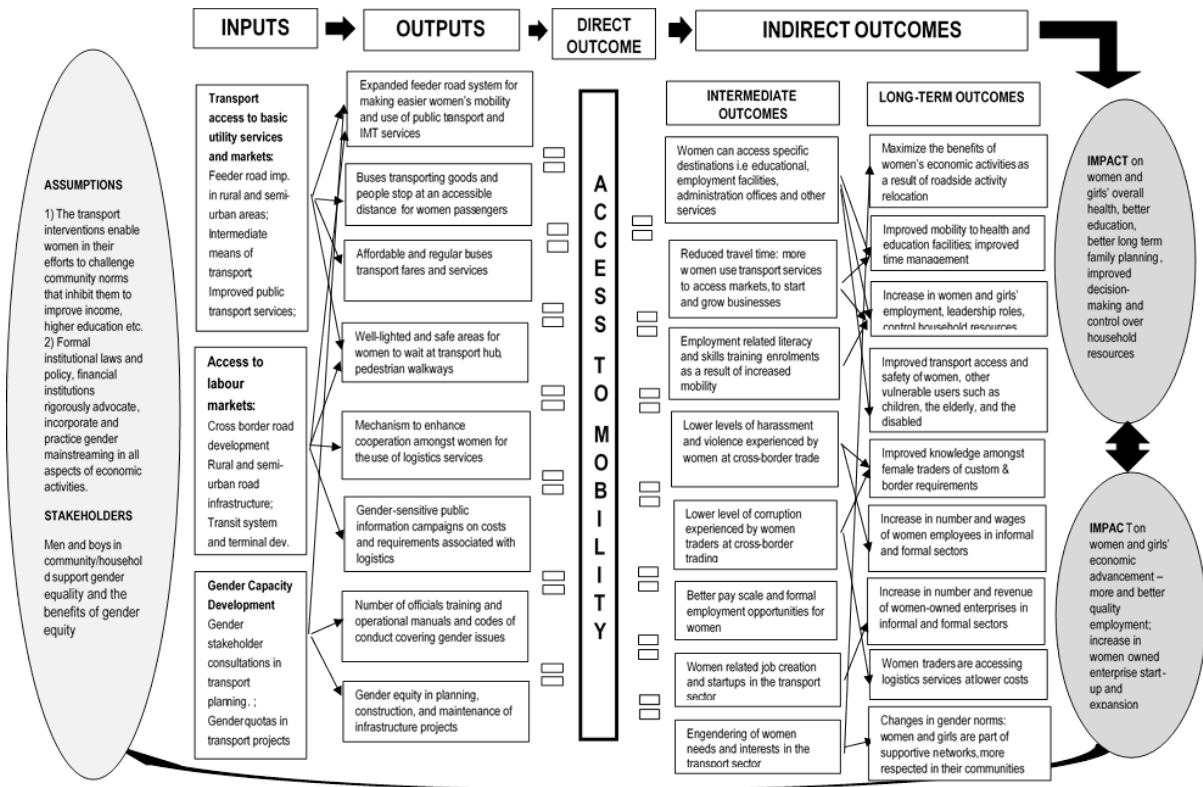 INPUTS
OUTPUTS
DIRECT
OUTCOME
INDIRECT OUTCOMES
ASSUMPTIONS
1) The transport
interventions enable
women in their
efforts to challenge
community norms
that inhibit them to
improve income,
higher education etc.
2) Formal
institutional laws and
policy, financial
institutions
rigorously advocate,
incorporate and
practice gender
mainstreaming in all
aspects of economic
activities.
STAKEHOLDERS
Men and boys in
community/househol
d support gender
equality and the
benefits of gender
equity
Transport
access to basic
utility services
and markets:
Feeder road imp.
in rural and semi-
urban areas;
Intermediate
means of
transport;
Improved public
transport services;
Access to
labour
markets:
Cross border road
development
Rural and semi-
urban road
infrastructure;
Transit system
and terminal dev.
Gender Capacity
Development
Gender
stakeholder
consultations in
transport
planning. ;
Gender quotas in
transport projects
Expanded feeder road system for
making easier women's mobility
and use of public transport and
IMT services
Buses transporting goods and
people stop at an accessible
distance for women passengers
Affordable and regular buses
transport fares and services
Well-lighted and safe areas for
women to wait at transport hub,
pedestrian walkways
Mechanism to enhance
cooperation amongst women for
the use of logistics services
Gender-sensitive public
information campaigns on costs
and requirements associated with
logistics
Number of officials training and
operational manuals and codes of
conduct covering gender issues
Gender equity in planning,
construction, and maintenance of
infrastructure projects
ACCESS TO MOBILITY
INTERMEDIATE
OUTCOMES
Women can access specific
destinations i.e educational,
employment facilities,
administration offices and other
services
Reduced travel time: more
women use transport services
to access markets, to start
and grow businesses
Employment related literacy
and skills training enrolments
as a result of increased
mobility
Lower levels of harassment
and violence experienced by
women at cross-border trade
Lower level of corruption
experienced by women
traders at cross-border
trading
Better pay scale and formal
employment opportunities for
women
Women related job creation
and startups in the transport
sector
Engendering of women
needs and interests in the
transport sector
LONG-TERM OUTCOMES
Maximize the benefits of
women's economic activities as
a result of roadside activity
relocation
Improved mobility to health and
education facilities; improved
time management
Increase in women and girls'
employment, leadership roles,
control household resources
Improved transport access and
safety of women, other
vulnerable users such as
children, the elderly, and the
disabled
Improved knowledge amongst
female traders of custom &
border requirements
Increase in number and wages
of women employees in informal
and formal sectors
Increase in number and revenue
of women-owned enterprises in
informal and formal sectors
Women traders are accessing
logistics services at lower costs
Changes in gender norms:
women and girls are part of
supportive networks, more
respected in their communities
IMPACT on
women and
girls' overall
health, better
education,
better long term
family planning ,
improved
decision-
making and
control over
household
resources
IMPACT on
women and girls'
economic
advancement –
more and better
quality
employment;
increase in
women owned
enterprise start-
up and
expansion